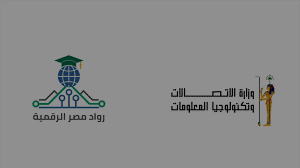 وزارة الاتصالات
وتكنولوجيا المعلومات
رواد مصر الرقمية